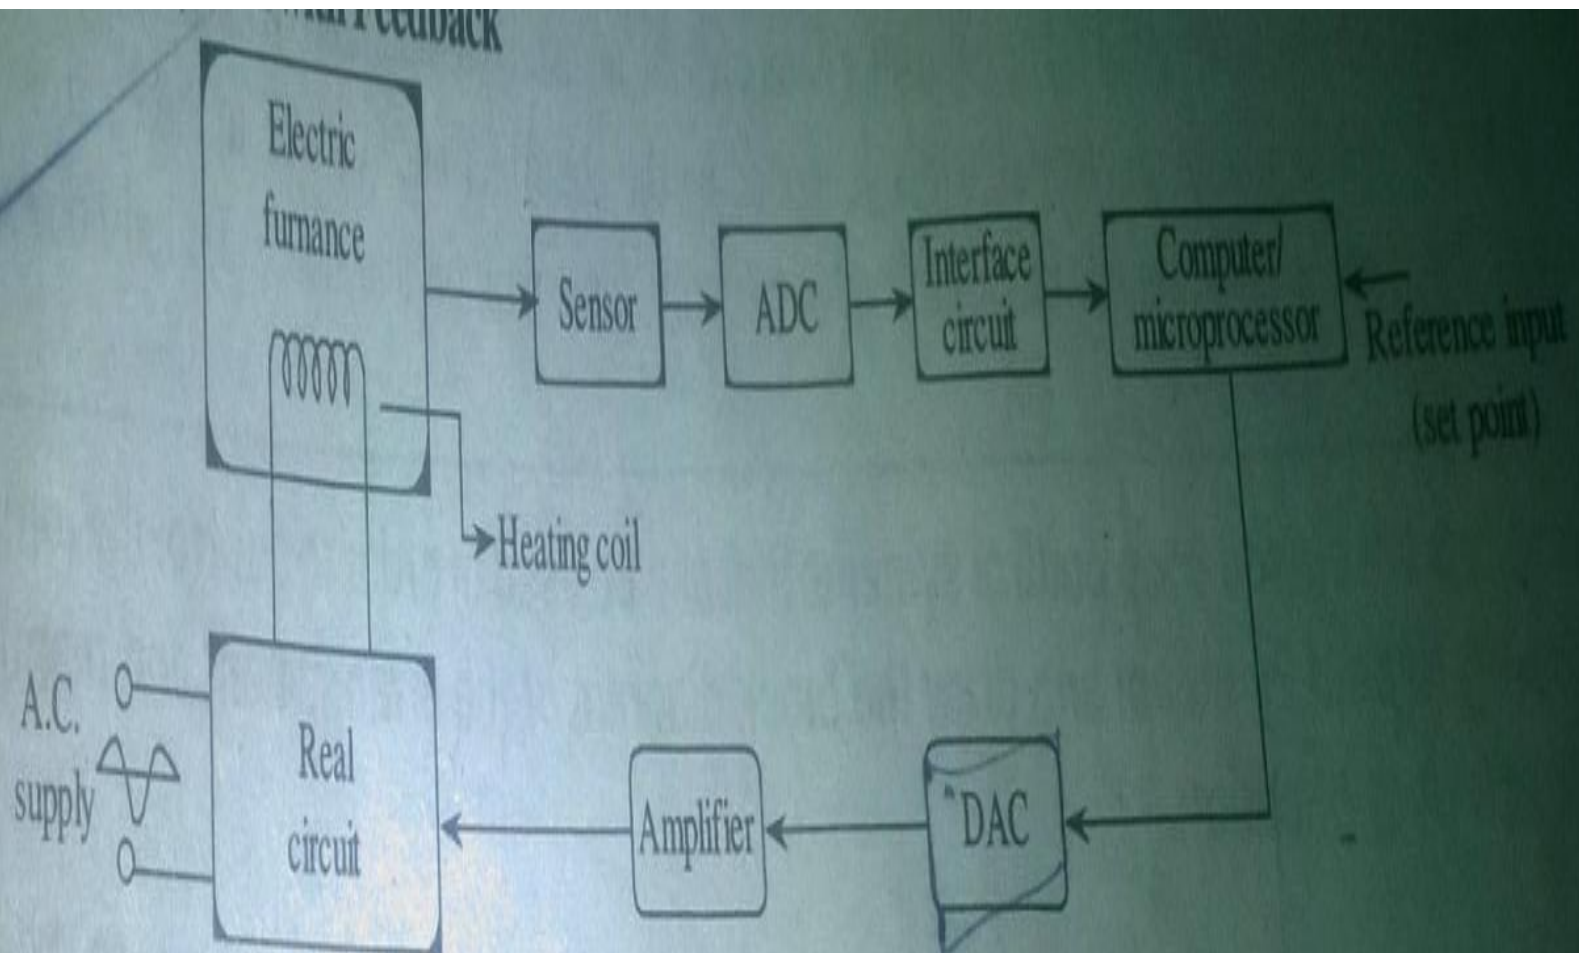 Feedback
Electric
furnance
Sensor
ADC
Interface
circuit
Computer/
microprocessor
Reference input
(set point)
Heating coil
A.C.
supply
Real
circuit
Amplifier
DAC